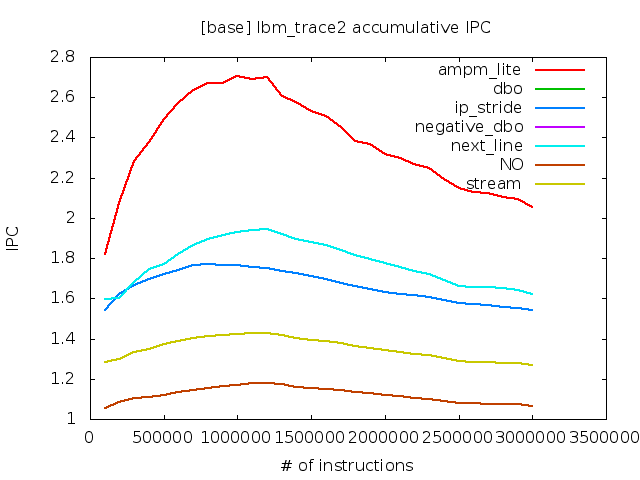 [base] lbm_trace2 accumulative IPC
2.8
2.6
2.4
2.2
2
1.8
1.6
1.4
1.2
1
IPC
ampm_lite
dbo
ip_stride
negative_dbo
next_line
NO
stream
0 500000 1000000 1500000 2000000 2500000 3000000 3500000
# of instructions